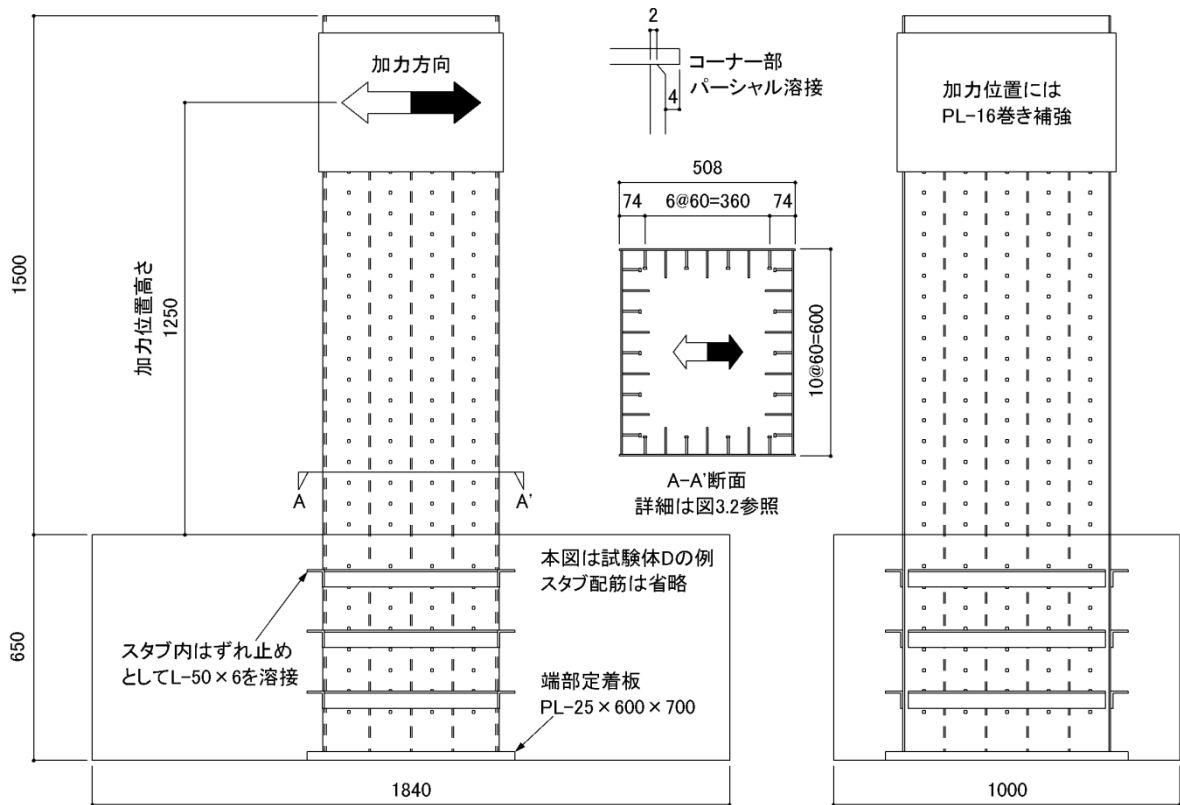 加力方向
2
コーナー部
パーシャル溶接
4
加力位置には
PL-16巻き補強
508
74
6@60=360
74
1500
加力位置高さ
1250
10@60=600
A
A'
A-A'断面
詳細は図3.2参照
本図は試験体Dの例
スタブ配筋は省略
650
スタブ内はずれ止め
としてL-50×6を溶接
端部定着板
PL-25×600×700
1840
1000